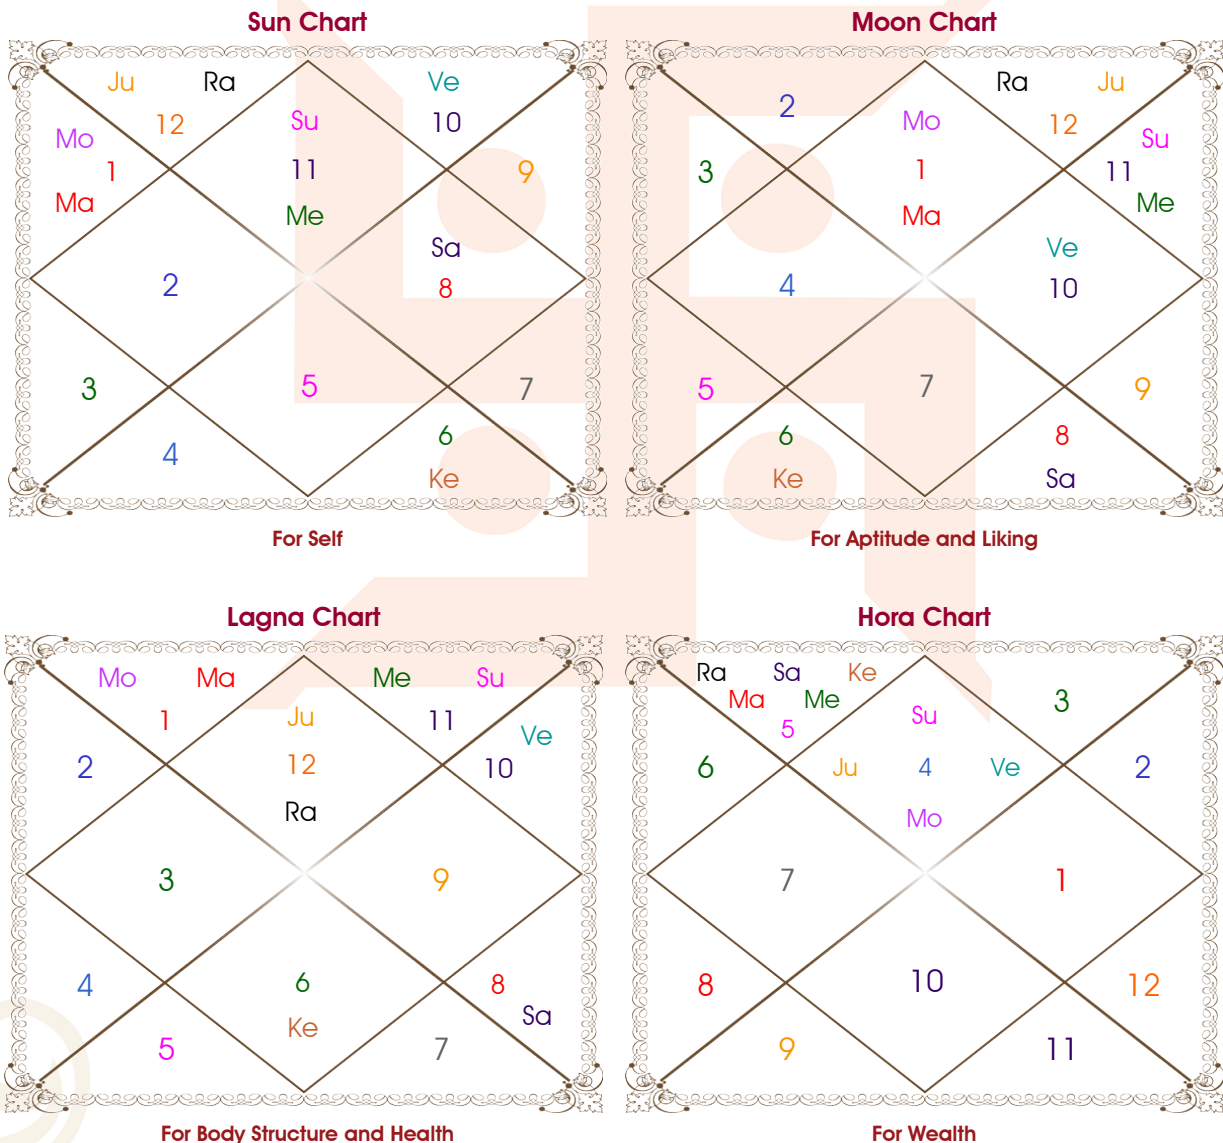 Sun Chart
Ju Ra Ve
12 Su 10
Mo
1 11 9
Ma Me
Sa
2 8
3 5 7
4 6
Ke
For Self
Moon Chart
Ra Ju
2 Mo 12
Su
3 1 11
Ma Me
Ve
4 10
5 7 9
6 8
Ke Sa
For Aptitude and Liking
Lagna Chart
Mo Ma Me Su
1 Ju 11
Ve
2 12 10
Ra
3 9
4 6 8
Ke Sa
5 7
For Body Structure and Health
Hora Chart
Ra Sa Ke
Ma Me 3
5 Su
6 Ju 4 Ve 2
Mo
7 1
8 10 12
9 11
For Wealth